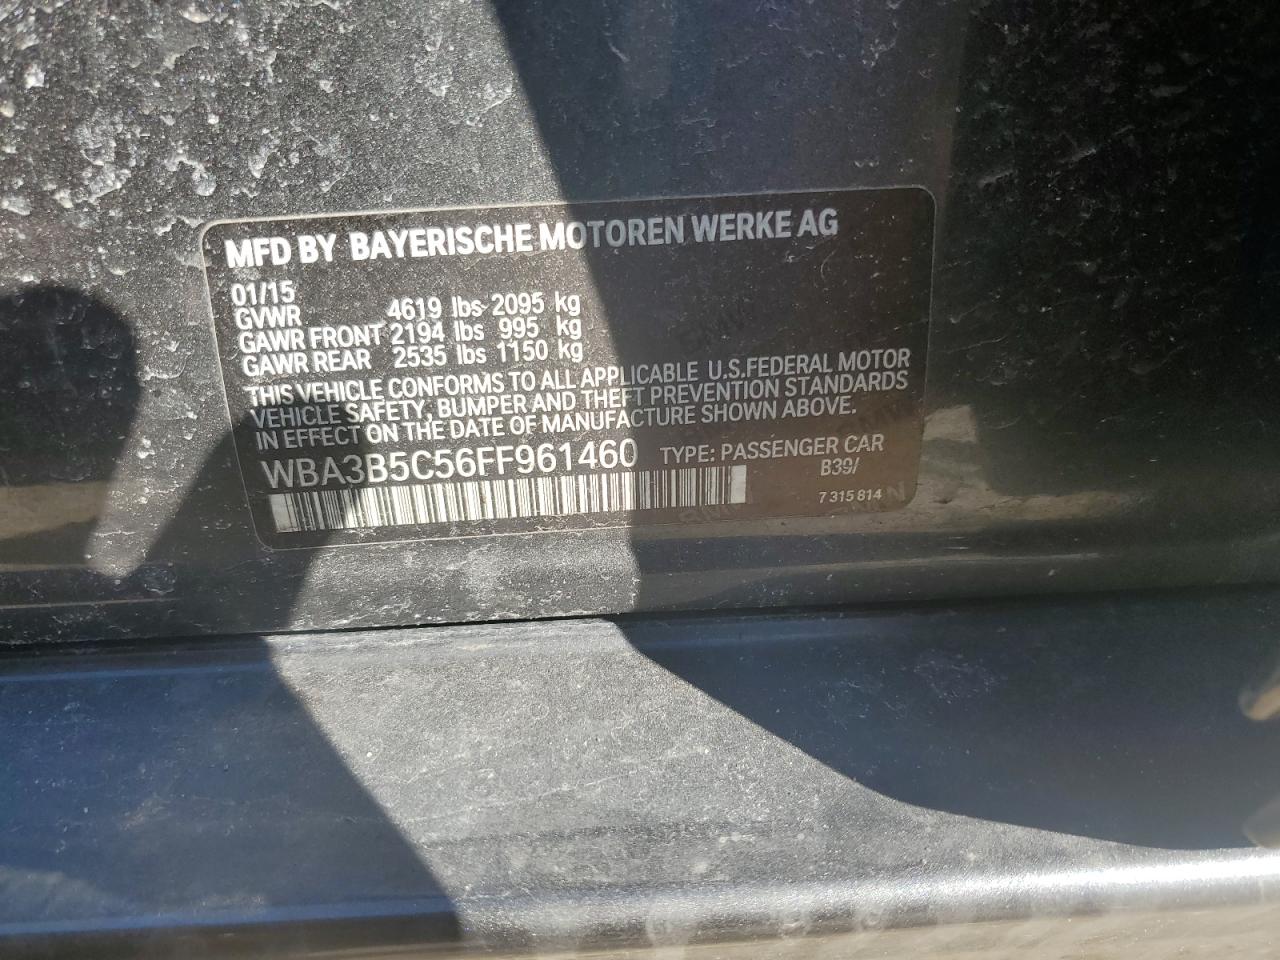 MFD BY BAYERISCHE MOTOREN WERKE AG
01/15
GVWR 4619 lbs 2095 kg
GAWR FRONT 2194 lbs 995 kg
GAWR REAR 2535 lbs 1150 kg
THIS VEHICLE CONFORMS TO ALL APPLICABLE U.S.FEDERAL MOTOR
VEHICLE SAFETY, BUMPER AND THEFT PREVENTION STANDARDS
IN EFFECT ON THE DATE OF MANUFACTURE SHOWN ABOVE.
WBA3B5C56FF961460 TYPE: PASSENGER CAR
B39/
7 315 814